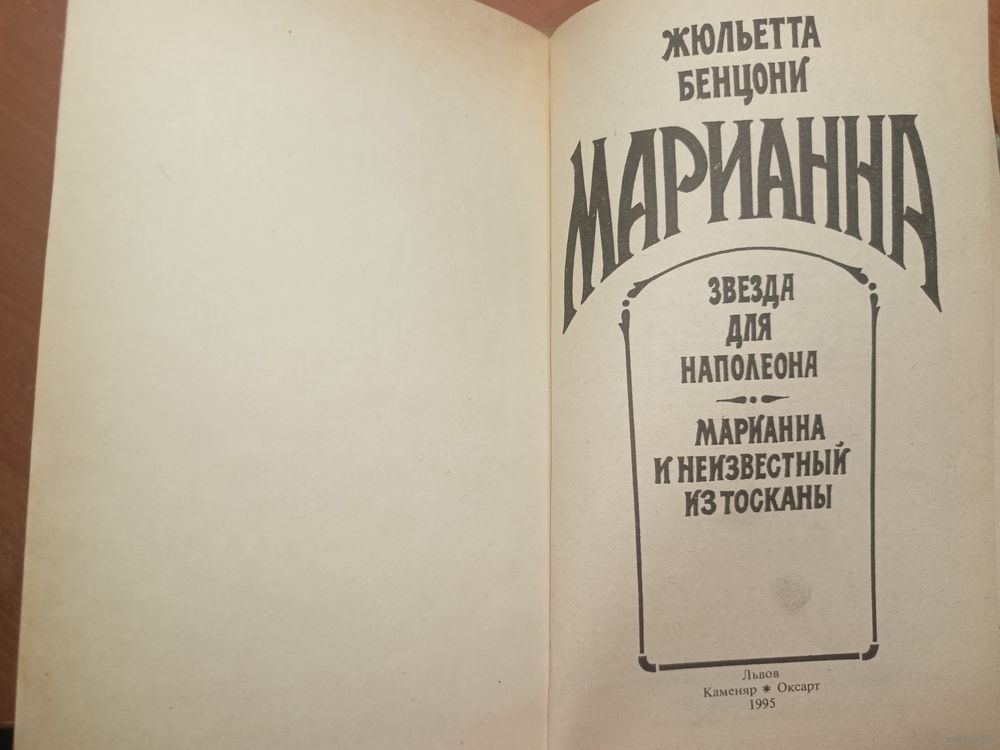 ЖЮЛЬЕТТА
БЕНЦОНИ
МАРИАННА
ЗВЕЗДА
ДЛЯ
НАПОЛЕОНА
МАРИАННА
И НЕИЗВЕСТНЫЙ
ИЗ ТОСКАНЫ
Львов
Каменяр ✷ Оксарт
1995